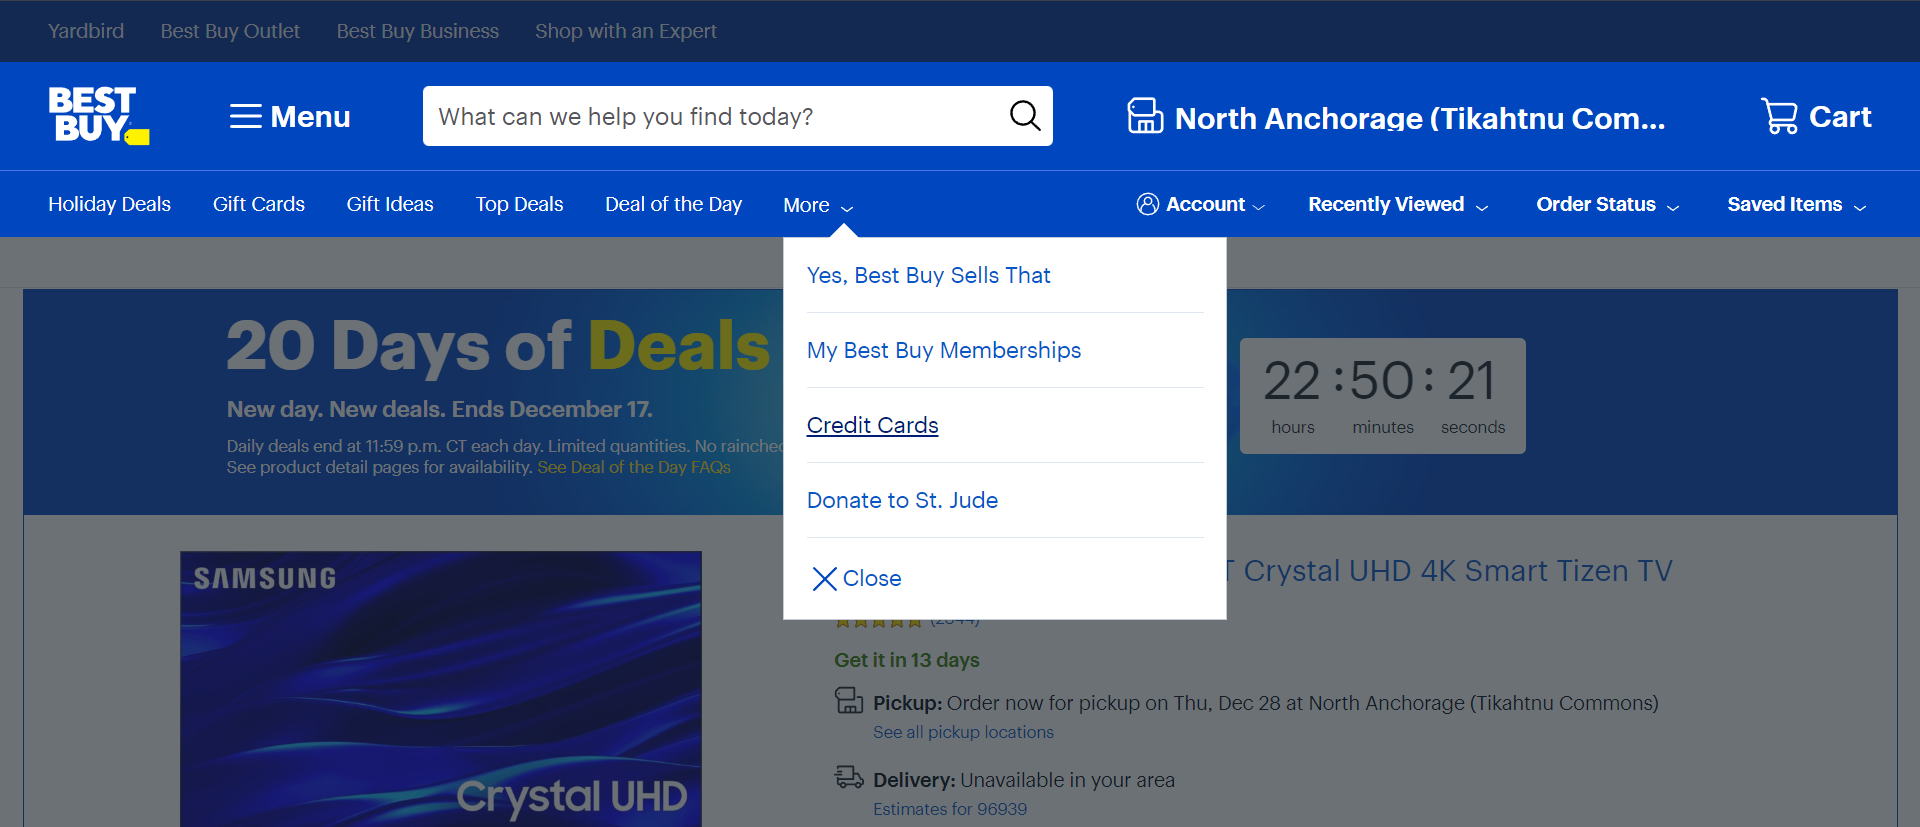 Yardbird Best Buy Outlet Best Buy Business Shop with an Expert
BEST
BUY
Menu
What can we help you find today?
North Anchorage (Tikahtnu Com...
Cart
Holiday Deals Gift Cards Gift Ideas Top Deals Deal of the Day More
Account Recently Viewed Order Status Saved Items
Yes, Best Buy Sells That
My Best Buy Memberships
Credit Cards
Donate to St. Jude
Close
20 Days of Deals
New day. New deals. Ends December 17.
Daily deals end at 11:59 p.m. CT each day. Limited quantities. No
See product detail pages for availability. See Deal of the Day FAQs
22 : 50 : 21
hours minutes seconds
SAMSUNG
Crystal UHD
Crystal UHD 4K Smart Tizen TV
Get it in 13 days
Pickup: Order now for pickup on Thu, Dec 28 at North Anchorage (Tikahtnu Commons)
See all pickup locations
Delivery: Unavailable in your area
Estimates for 96939